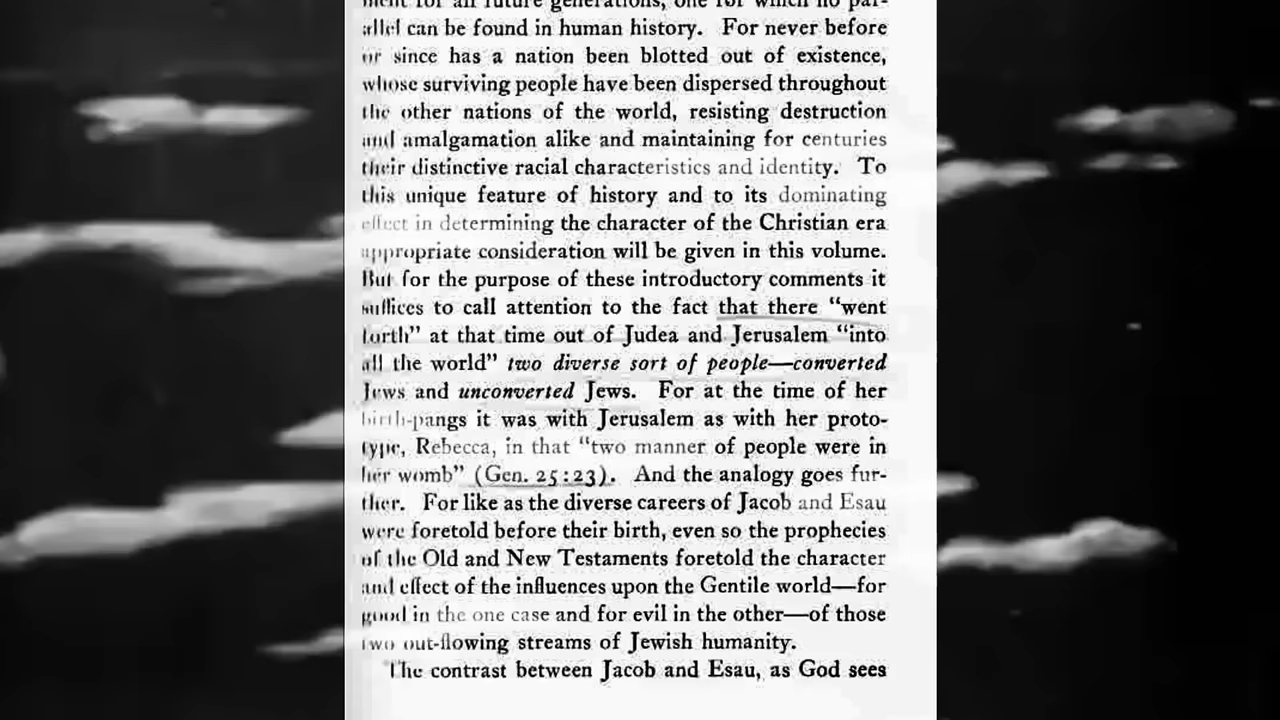 ment for all future generations, one for which no par-
allel can be found in human history. For never before
or since has a nation been blotted out of existence,
whose surviving people have been dispersed throughout
the other nations of the world, resisting destruction
and amalgamation alike and maintaining for centuries
their distinctive racial characteristics and identity. To
this unique feature of history and to its dominating
effect in determining the character of the Christian era
appropriate consideration will be given in this volume.
But for the purpose of these introductory comments it
suffices to call attention to the fact that there “went
forth” at that time out of Judea and Jerusalem “into
all the world” two diverse sort of people—converted
Jews and unconverted Jews. For at the time of her
birth-pangs it was with Jerusalem as with her proto-
type, Rebecca, in that “two manner of people were in
her womb” (Gen. 25:23). And the analogy goes fur-
ther. For like as the diverse careers of Jacob and Esau
were foretold before their birth, even so the prophecies
of the Old and New Testaments foretold the character
and effect of the influences upon the Gentile world—for
good in the one case and for evil in the other—of those
two out-flowing streams of Jewish humanity.
The contrast between Jacob and Esau, as God sees